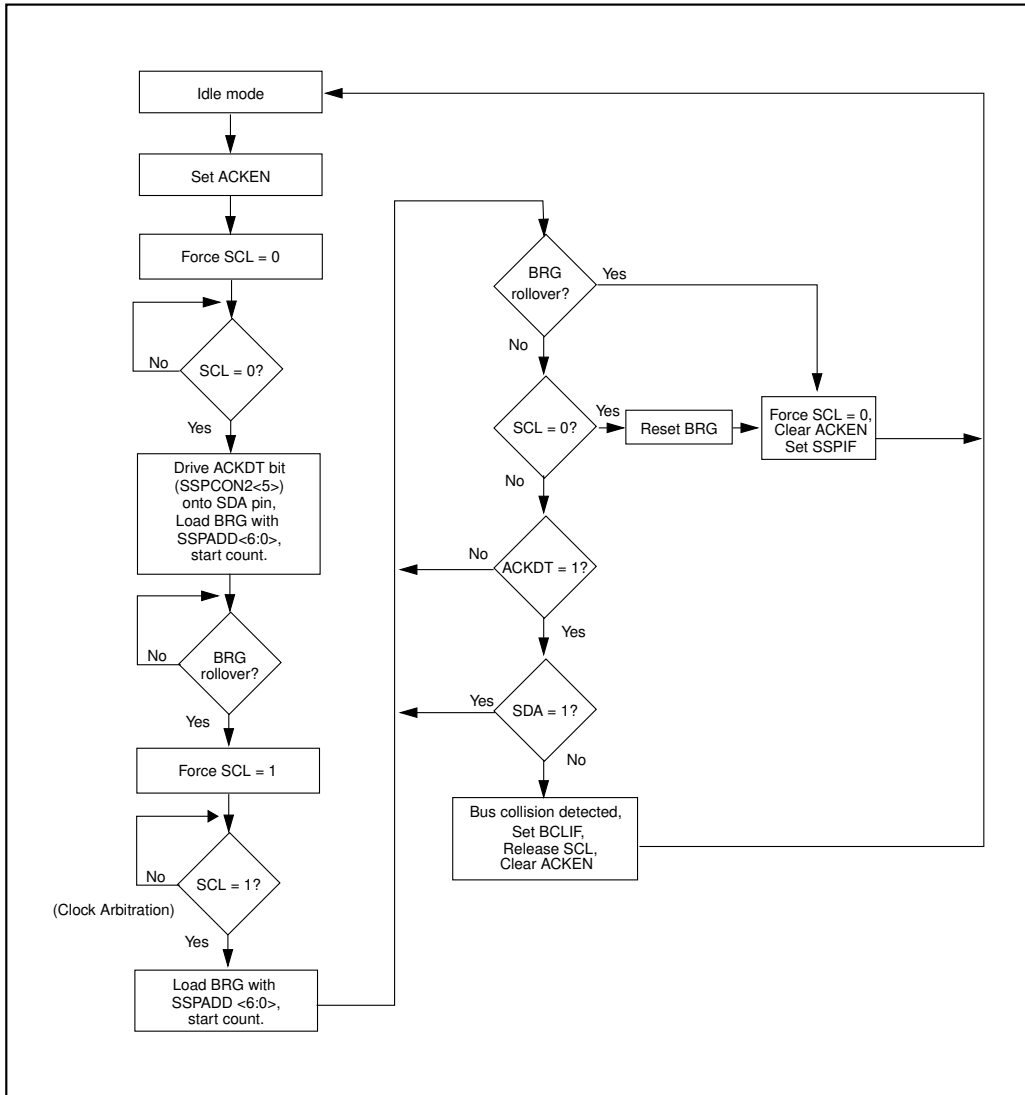 Idle mode
Set ACKEN
Force SCL = 0
No
SCL = 0?
Yes
Drive ACKDT bit
(SSPCON2<5>)
onto SDA pin,
Load BRG with
SSPADD<6:0>,
start count.
No
BRG
rollover?
Yes
Force SCL = 1
No
SCL = 1?
(Clock Arbitration)
Yes
Load BRG with
SSPADD <6:0>,
start count.
BRG
rollover?
Yes
No
SCL = 0?
Yes
Reset BRG
Force SCL = 0,
Clear ACKEN
Set SSPIF
No
ACKDT = 1?
No
Yes
SDA = 1?
Yes
No
Bus collision detected,
Set BCLIF,
Release SCL,
Clear ACKEN